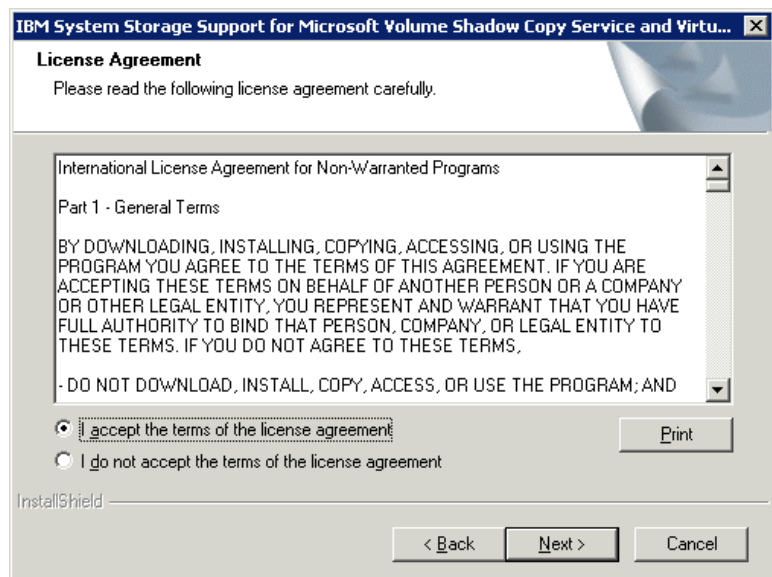 IBM System Storage Support for Microsoft Volume Shadow Copy Service and Virtu...
License Agreement
Please read the following license agreement carefully.
International License Agreement for Non-Warranted Programs
Part 1 - General Terms
BY DOWNLOADING, INSTALLING, COPYING, ACCESSING, OR USING THE
PROGRAM YOU AGREE TO THE TERMS OF THIS AGREEMENT. IF YOU ARE
ACCEPTING THESE TERMS ON BEHALF OF ANOTHER PERSON OR A COMPANY
OR OTHER LEGAL ENTITY, YOU REPRESENT AND WARRANT THAT YOU HAVE
FULL AUTHORITY TO BIND THAT PERSON, COMPANY, OR LEGAL ENTITY TO
THESE TERMS. IF YOU DO NOT AGREE TO THESE TERMS,
- DO NOT DOWNLOAD, INSTALL, COPY, ACCESS, OR USE THE PROGRAM; AND
I accept the terms of the license agreement
Print
I do not accept the terms of the license agreement
InstallShield
< Back
Next >
Cancel